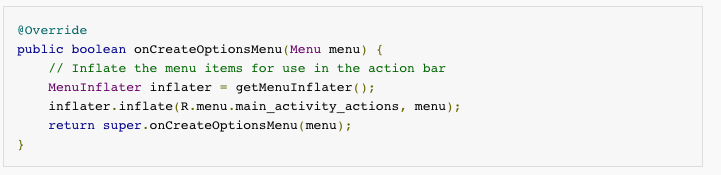 @Override
public boolean onCreateOptionsMenu(Menu menu) {
    // Inflate the menu items for use in the action bar
    MenuInflater inflater = getMenuInflater();
    inflater.inflate(R.menu.main_activity_actions, menu);
    return super.onCreateOptionsMenu(menu);
}